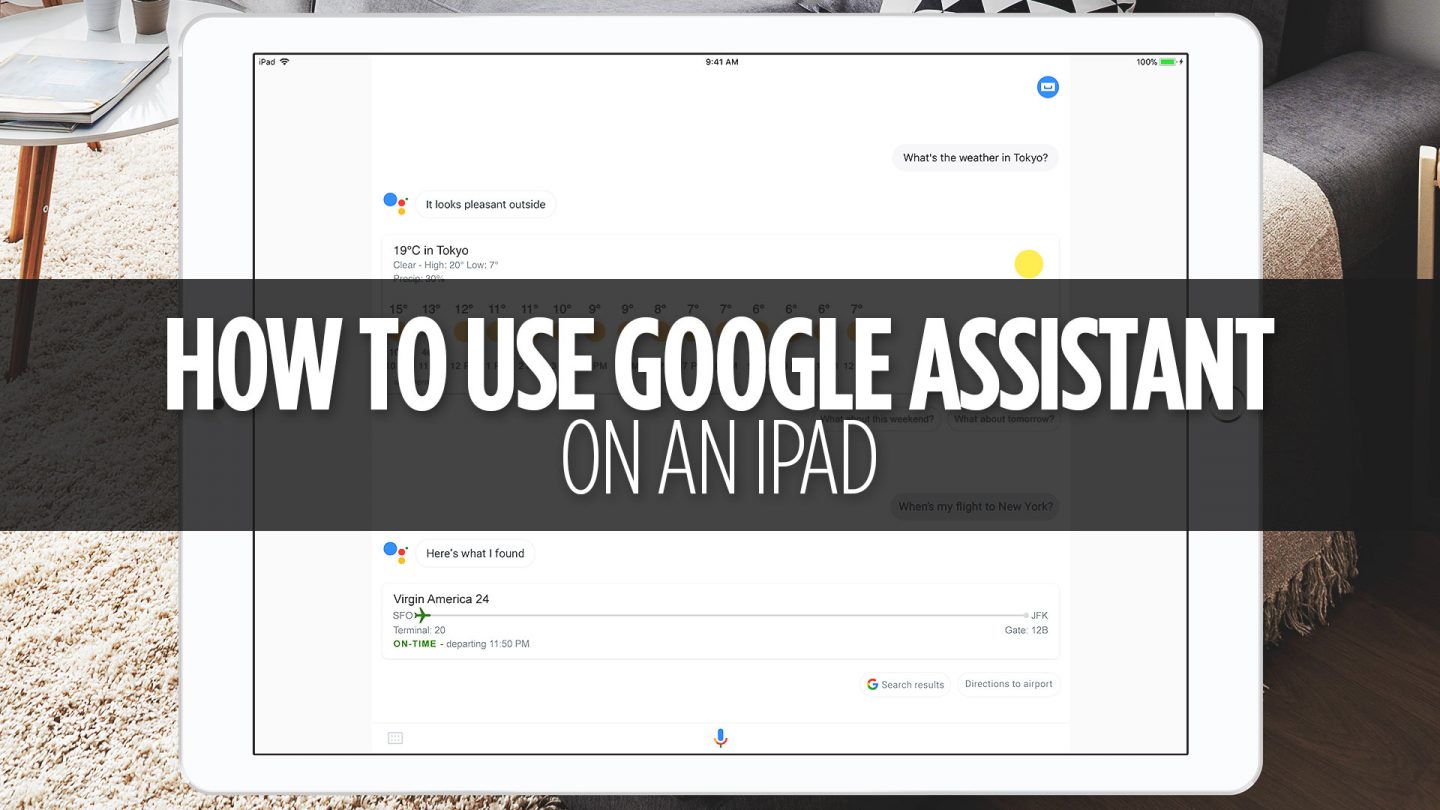 iPad 9:41 AM 100%
What's the weather in Tokyo?
It looks pleasant outside
19°C in Tokyo
Clear - High: 20° Low: 7°
Precip: 30%
15° 13° 12° 11° 11° 10° 9° 9° 8° 7° 7° 6° 6° 6° 7°
HOW TO USE GOOGLE ASSISTANT
What about this weekend? What about tomorrow?
ON AN IPAD
When's my flight to New York?
Here's what I found
Virgin America 24
SFO JFK
Terminal: 20 Gate: 12B
ON-TIME - departing 11:50 PM
G Search results Directions to airport